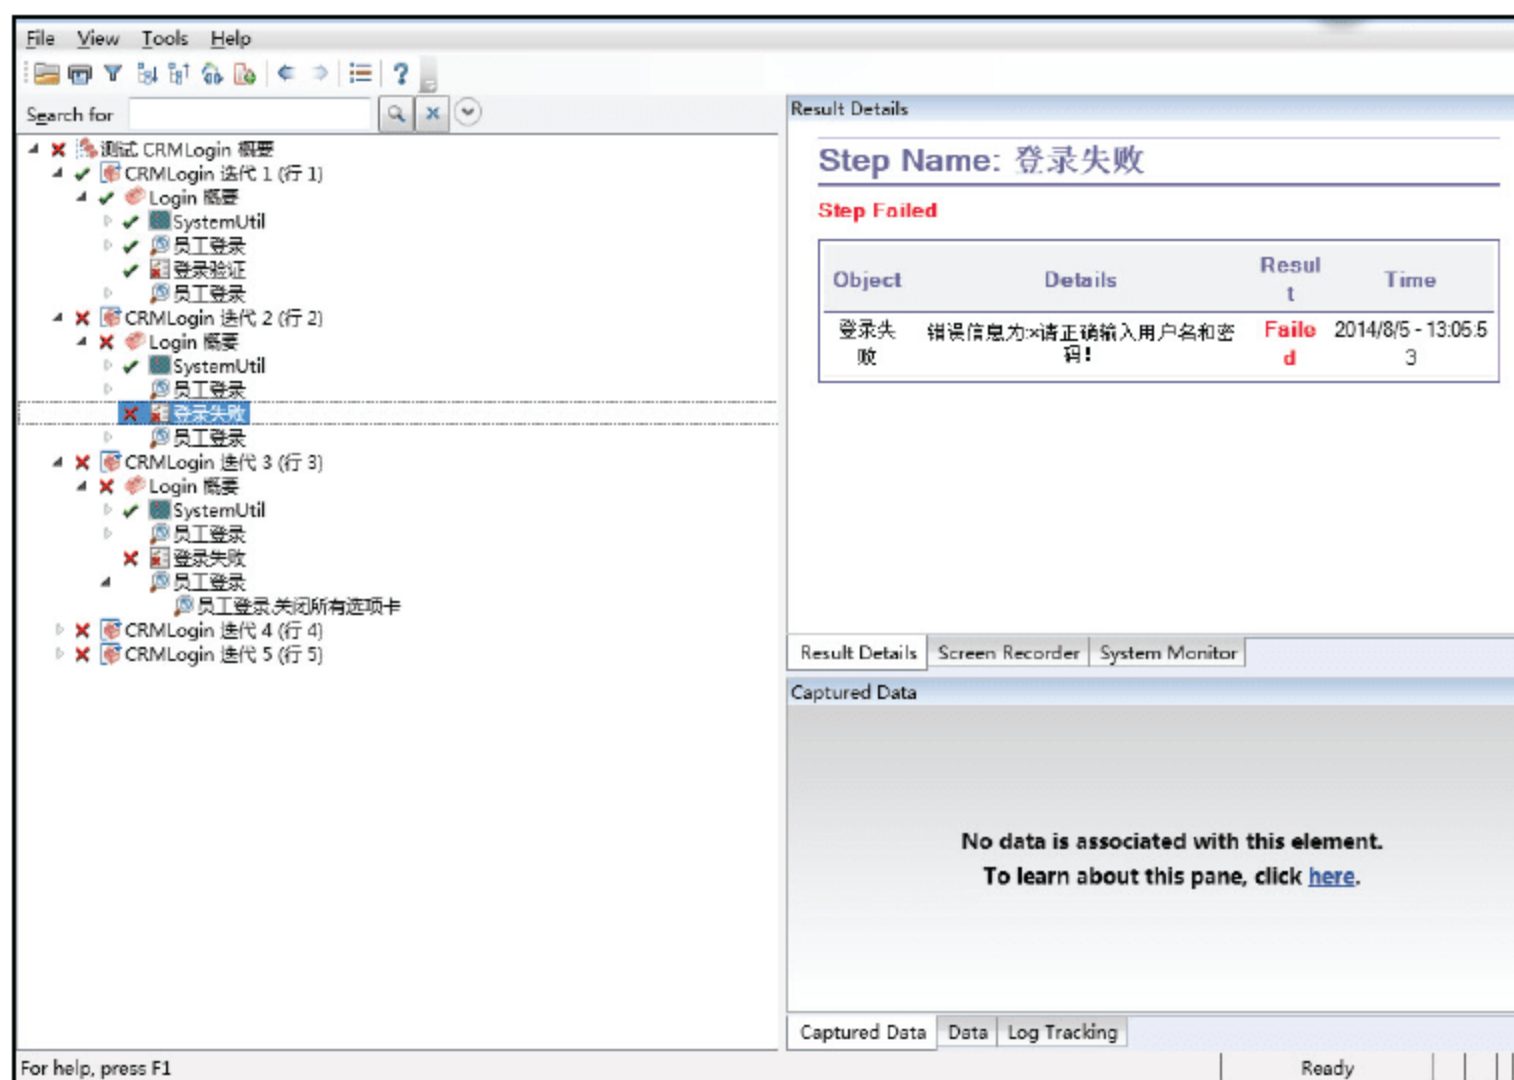 File View Tools Help
Search for
测试 CRMLogin 概要
CRMLogin 迭代 1 (行 1)
Login 概要
SystemUtil
员工登录
登录验证
员工登录
CRMLogin 迭代 2 (行 2)
Login 概要
SystemUtil
员工登录
登录失败
员工登录
CRMLogin 迭代 3 (行 3)
Login 概要
SystemUtil
员工登录
登录失败
员工登录
员工登录.关闭所有选项卡
CRMLogin 迭代 4 (行 4)
CRMLogin 迭代 5 (行 5)
Result Details
Step Name: 登录失败
Step Failed
Object Details Resul Time
t
登录失 错误信息为:×请正确输入用户名和密 Faile 2014/8/5 - 13:05:5
败 码! d 3
Result Details Screen Recorder System Monitor
Captured Data
No data is associated with this element.
To learn about this pane, click here.
Captured Data Data Log Tracking
For help, press F1 Ready